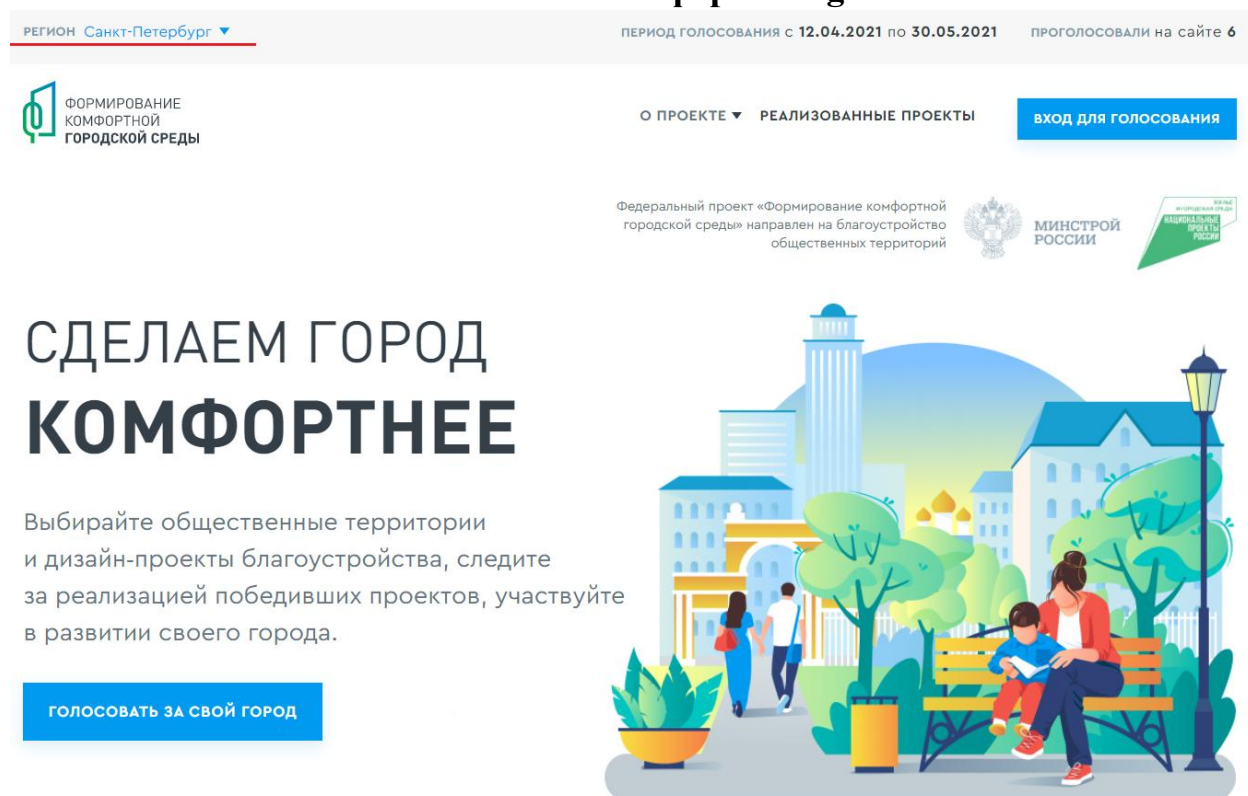 РЕГИОН Санкт-Петербург ▼
ПЕРИОД ГОЛОСОВАНИЯ с 12.04.2021 по 30.05.2021
ПРОГОЛОСОВАЛИ на сайте 6
ФОРМИРОВАНИЕ
КОМФОРТНОЙ
ГОРОДСКОЙ СРЕДЫ
О ПРОЕКТЕ ▼
РЕАЛИЗОВАННЫЕ ПРОЕКТЫ
ВХОД ДЛЯ ГОЛОСОВАНИЯ
Федеральный проект «Формирование комфортной
городской среды» направлен на благоустройство
общественных территорий
МИНСТРОЙ
РОССИИ
НАЦИОНАЛЬНЫЕ
ПРОЕКТЫ
РОССИИ
СДЕЛАЕМ ГОРОД
КОМФОРТНЕЕ
Выбирайте общественные территории
и дизайн-проекты благоустройства, следите
за реализацией победивших проектов, участвуйте
в развитии своего города.
ГОЛОСОВАТЬ ЗА СВОЙ ГОРОД